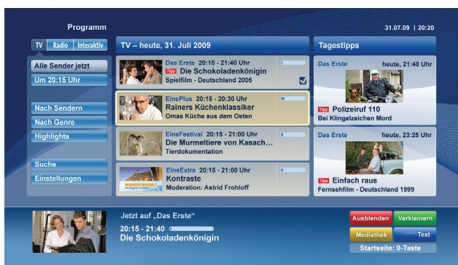 Programm
31.07.09 | 20:20
TV Radio Interaktiv
TV – heute, 31. Juli 2009
Tagestipps
Alle Sender jetzt
Um 20:15 Uhr
Nach Sendern
Nach Genre
Highlights
Suche
Einstellungen
Das Erste 20:15 - 21:40 Uhr
Tipp Die Schokoladenkönigin
Spielfilm - Deutschland 2005
EinsPlus 20:15 - 20:30 Uhr
Rainers Küchenklassiker
Omas Küche aus dem Osten
EinsFestival 20:15 - 21:00 Uhr
Die Murmeltiere von Kasach...
Tierdokumentation
EinsExtra 20:15 - 21:00 Uhr
Kontraste
Moderation: Astrid Frohloff
KONTRASTE
Das Erste heute, 21:40 Uhr
Tipp Polizeiruf 110
Bei Klingelzeichen Mord
Das Erste heute, 23:25 Uhr
Tipp Einfach raus
Fernsehfilm - Deutschland 1999
Jetzt auf „Das Erste“
20:15 - 21:40
Die Schokoladenkönigin
Ausblenden Verkleinern
Mediathek Text
Startseite: 0-Taste